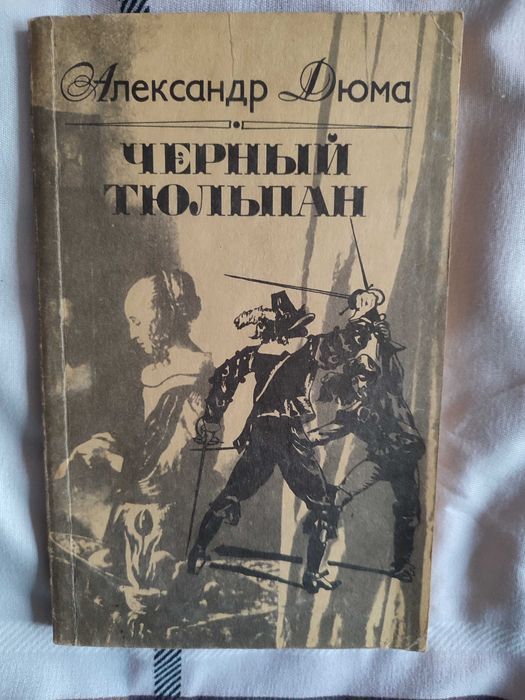 Александр Дюма
ЧЕРНЫЙ
ТЮЛЬПАН